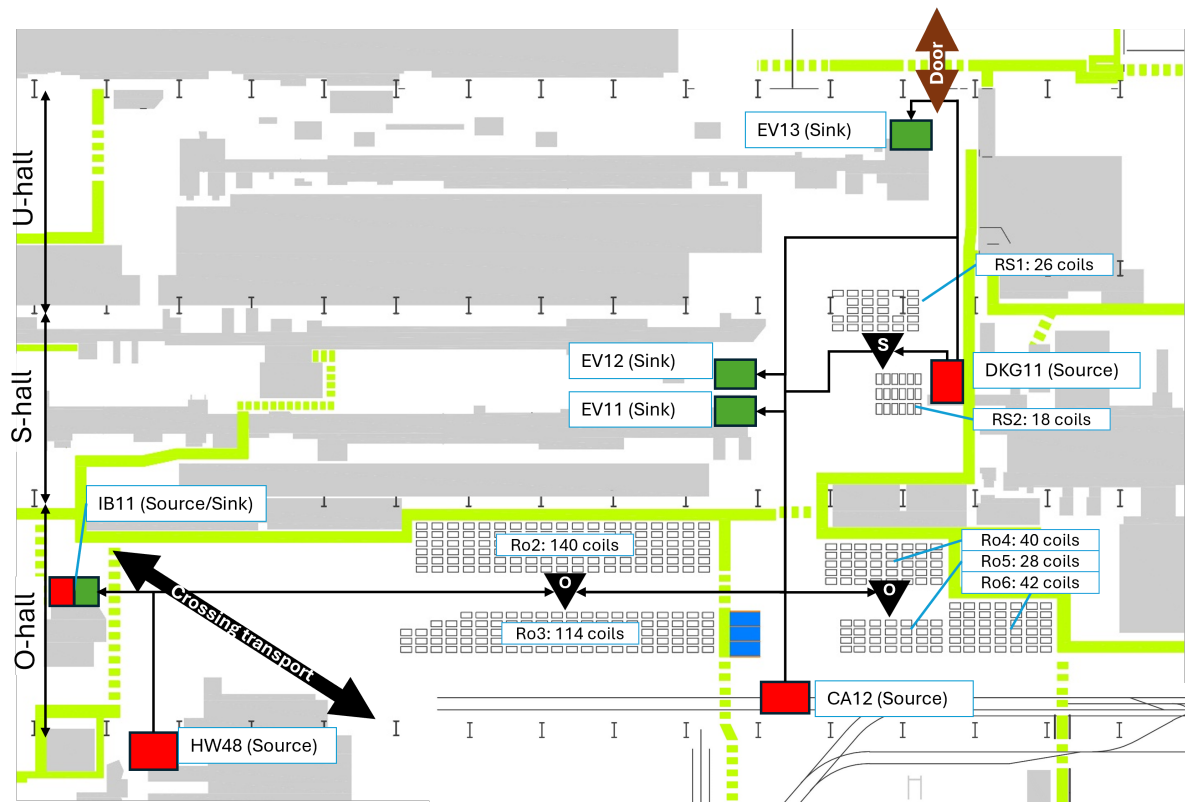 Door
EV13 (Sink)
U-hall
RS1: 26 coils
S
EV12 (Sink)
DKG11 (Source)
EV11 (Sink)
RS2: 18 coils
S-hall
IB11 (Source/Sink)
Ro2: 140 coils
Ro4: 40 coils
Ro5: 28 coils
Ro6: 42 coils
O
O
Crossing transport
O-hall
Ro3: 114 coils
CA12 (Source)
HW48 (Source)